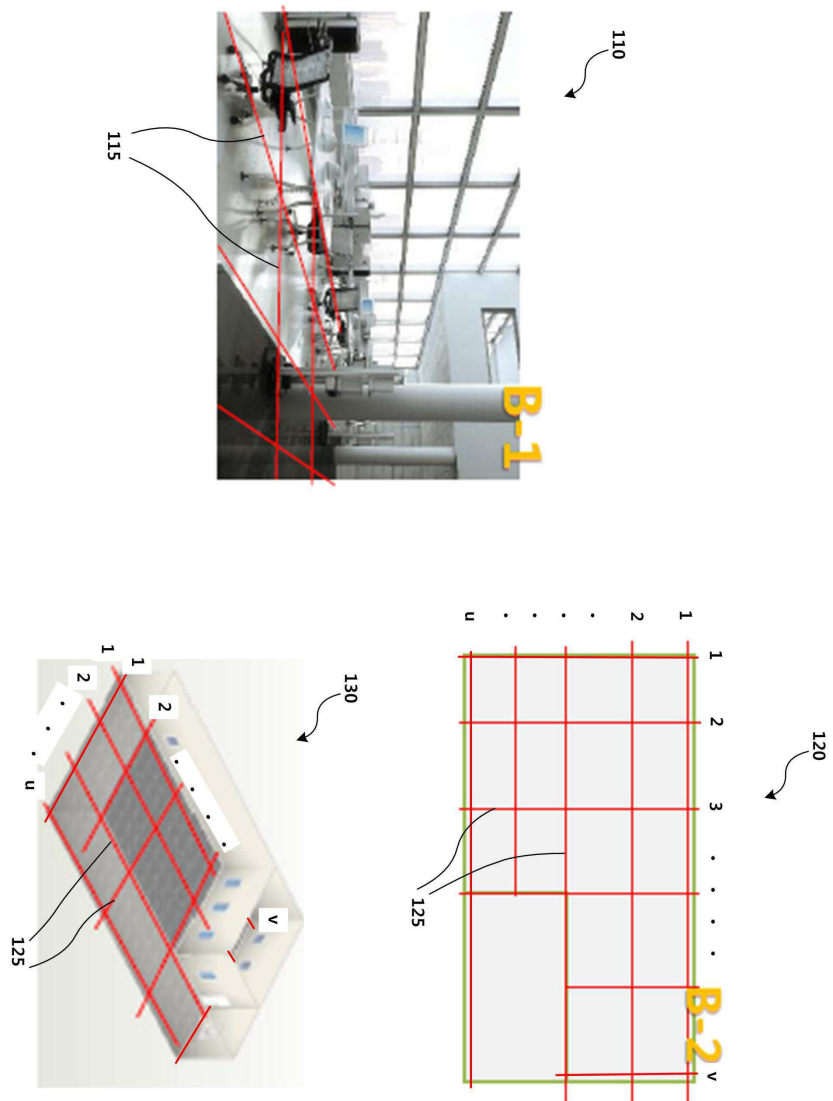 110
B-1
115
120
1 2 3 . . . . v
B-2
1
2
.
.
.
.
u
125
130
v
1 2 . . . .
1
2
.
.
.
u
125